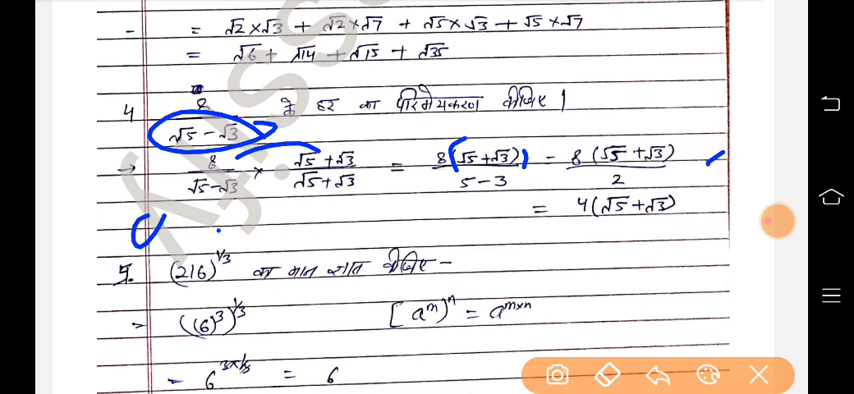 - = √2×√3 + √2×√7 + √5×√3 + √5×√7
= √6 + √14 + √15 + √35
4 8/(√5-√3) के हर का परिमेयकरण कीजिए।
→ 8/(√5-√3) × (√5+√3)/(√5+√3) = 8(√5+√3)/(5-3) = 8(√5+√3)/2
= 4(√5+√3)
5. (216)^1/3 का मान ज्ञात कीजिए -
→ ((6)^3)^1/3 [a^m)^n = a^m×n
= 6^3×1/3 = 6